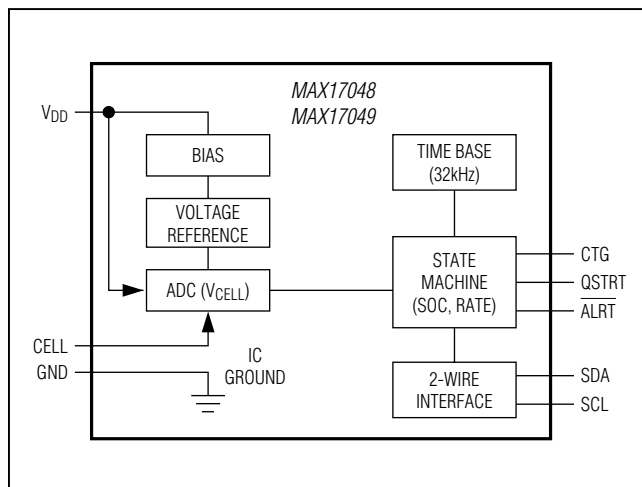 MAX17048
MAX17049
VDD
BIAS
TIME BASE
(32kHz)
VOLTAGE
REFERENCE
STATE
MACHINE
(SOC, RATE)
CTG
QSTRT
ALRT
ADC (VCELL)
CELL
GND
IC
GROUND
2-WIRE
INTERFACE
SDA
SCL